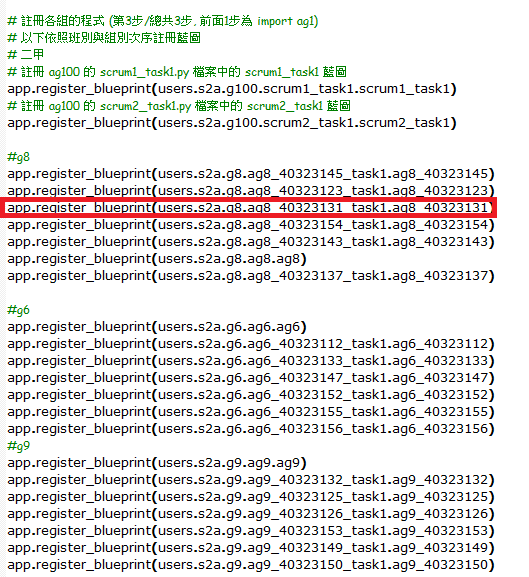 # 註冊各組的程式 (第3步/總共3步, 前面1步為 import ag1)
# 以下依照班別與組別次序註冊藍圖
# 二甲
# 註冊 ag100 的 scrum1_task1.py 檔案中的 scrum1_task1 藍圖
app.register_blueprint(users.s2a.g100.scrum1_task1.scrum1_task1)
# 註冊 ag100 的 scrum2_task1.py 檔案中的 scrum2_task1 藍圖
app.register_blueprint(users.s2a.g100.scrum2_task1.scrum2_task1)
#g8
app.register_blueprint(users.s2a.g8.ag8_40323145_task1.ag8_40323145)
app.register_blueprint(users.s2a.g8.ag8_40323123_task1.ag8_40323123)
app.register_blueprint(users.s2a.g8.ag8_40323131_task1.ag8_40323131)
app.register_blueprint(users.s2a.g8.ag8_40323154_task1.ag8_40323154)
app.register_blueprint(users.s2a.g8.ag8_40323143_task1.ag8_40323143)
app.register_blueprint(users.s2a.g8.ag8.ag8)
app.register_blueprint(users.s2a.g8.ag8_40323137_task1.ag8_40323137)
#g6
app.register_blueprint(users.s2a.g6.ag6.ag6)
app.register_blueprint(users.s2a.g6.ag6_40323112_task1.ag6_40323112)
app.register_blueprint(users.s2a.g6.ag6_40323133_task1.ag6_40323133)
app.register_blueprint(users.s2a.g6.ag6_40323147_task1.ag6_40323147)
app.register_blueprint(users.s2a.g6.ag6_40323152_task1.ag6_40323152)
app.register_blueprint(users.s2a.g6.ag6_40323155_task1.ag6_40323155)
app.register_blueprint(users.s2a.g6.ag6_40323156_task1.ag6_40323156)
#g9
app.register_blueprint(users.s2a.g9.ag9.ag9)
app.register_blueprint(users.s2a.g9.ag9_40323132_task1.ag9_40323132)
app.register_blueprint(users.s2a.g9.ag9_40323125_task1.ag9_40323125)
app.register_blueprint(users.s2a.g9.ag9_40323126_task1.ag9_40323126)
app.register_blueprint(users.s2a.g9.ag9_40323153_task1.ag9_40323153)
app.register_blueprint(users.s2a.g9.ag9_40323149_task1.ag9_40323149)
app.register_blueprint(users.s2a.g9.ag9_40323150_task1.ag9_40323150)